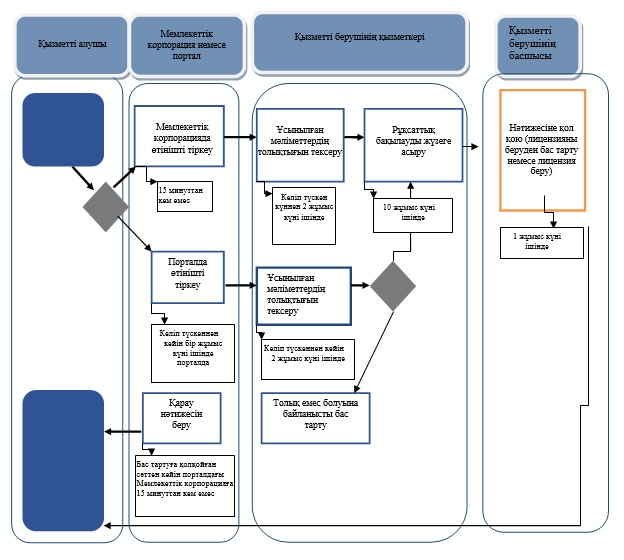 Қызметті алушы
Мемлекеттік
корпорация немесе
портал
Қызметті берушінің қызметкері
Қызметті
берушінің
басшысы
Мемлекеттік
корпорацияда
өтінішті тіркеу
15 минуттан
кем емес
Ұсынылған
мәліметтердің
толықтығын тексеру
Келіп түскен
күннен 2 жұмыс
күні ішінде
Рұқсаттық
бақылауды жүзеге
асыру
10 жұмыс күні
ішінде
Нәтижесіне қол
қою (лицензияны
беруден бас тарту
немесе лицензия
беру)
1 жұмыс күні
ішінде
Порталда
өтінішті
тіркеу
Келіп түскеннен
кейін бір жұмыс
күні ішінде
порталда
Ұсынылған
мәліметтердің
толықтығын
тексеру
Келіп түскеннен кейін
2 жұмыс күні ішінде
Қарау
нәтижесін
беру
Бас тартуға қолқойған
сәттен кейін порталдағы
Мемлекеттік корпорацияға
15 минуттан кем емес
Толық емес болуына
байланысты бас
тарту